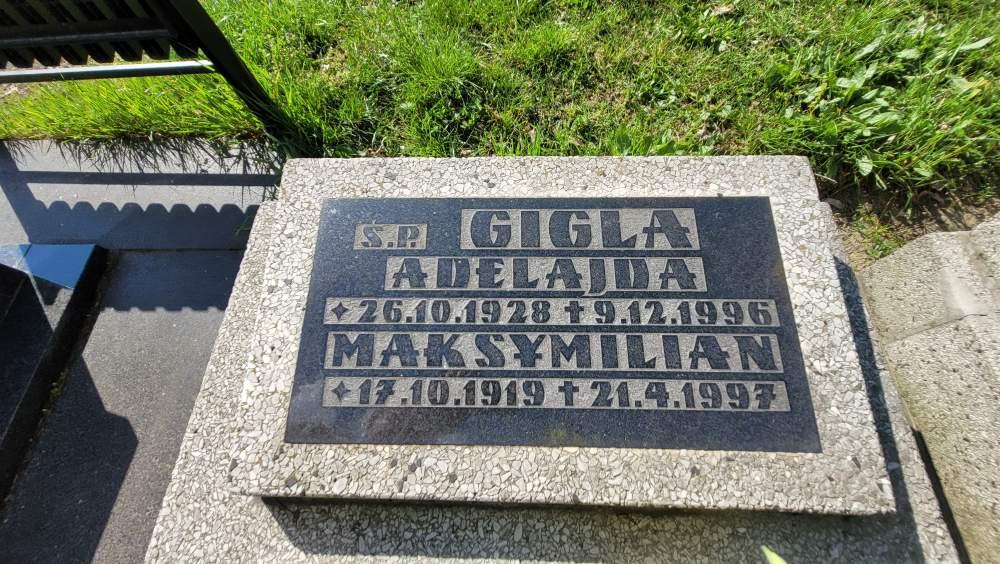 Ś.P. GIGLA
ADELAJDA
✦26.10.1928 ✝9.12.1996
MAKSYMILIAN
✦17.10.1919 ✝21.4.1997